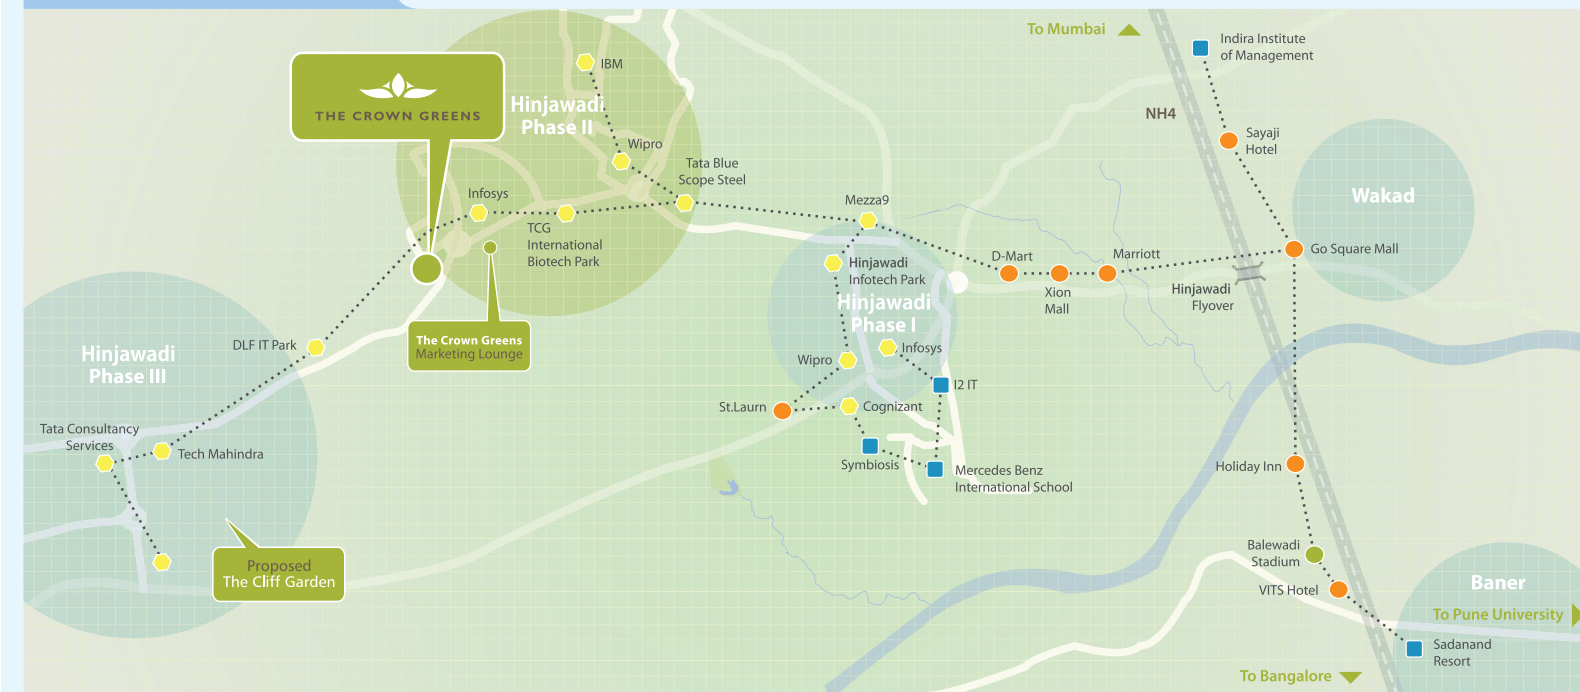 To Mumbai
Indira Institute
of Management
IBM
THE CROWN GREENS
Hinjawadi
Phase II
NH4
Sayaji
Hotel
Wipro
Tata Blue
Scope Steel
Infosys
Mezza9
Wakad
TCG
International
Biotech Park
Go Square Mall
D-Mart
Marriott
Hinjawadi
Infotech Park
Xion
Mall
Hinjawadi
Flyover
Hinjawadi
Phase I
The Crown Greens
Marketing Lounge
DLF IT Park
Infosys
Hinjawadi
Phase III
Wipro
I2 IT
St.Laurn
Cognizant
Tata Consultancy
Services
Tech Mahindra
Symbiosis
Mercedes Benz
International School
Holiday Inn
Balewadi
Stadium
Proposed
The Cliff Garden
VITS Hotel
Baner
To Pune University
Sadanand
Resort
To Bangalore